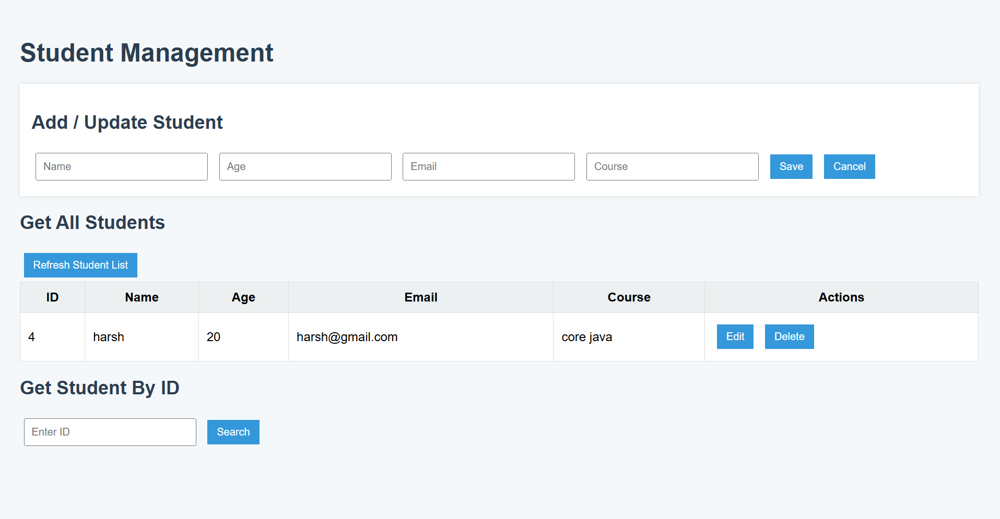 Student Management
Add / Update Student
Name Age Email Course Save Cancel
Get All Students
Refresh Student List
ID Name Age Email Course Actions
4 harsh 20 harsh@gmail.com core java Edit Delete
Get Student By ID
Enter ID Search